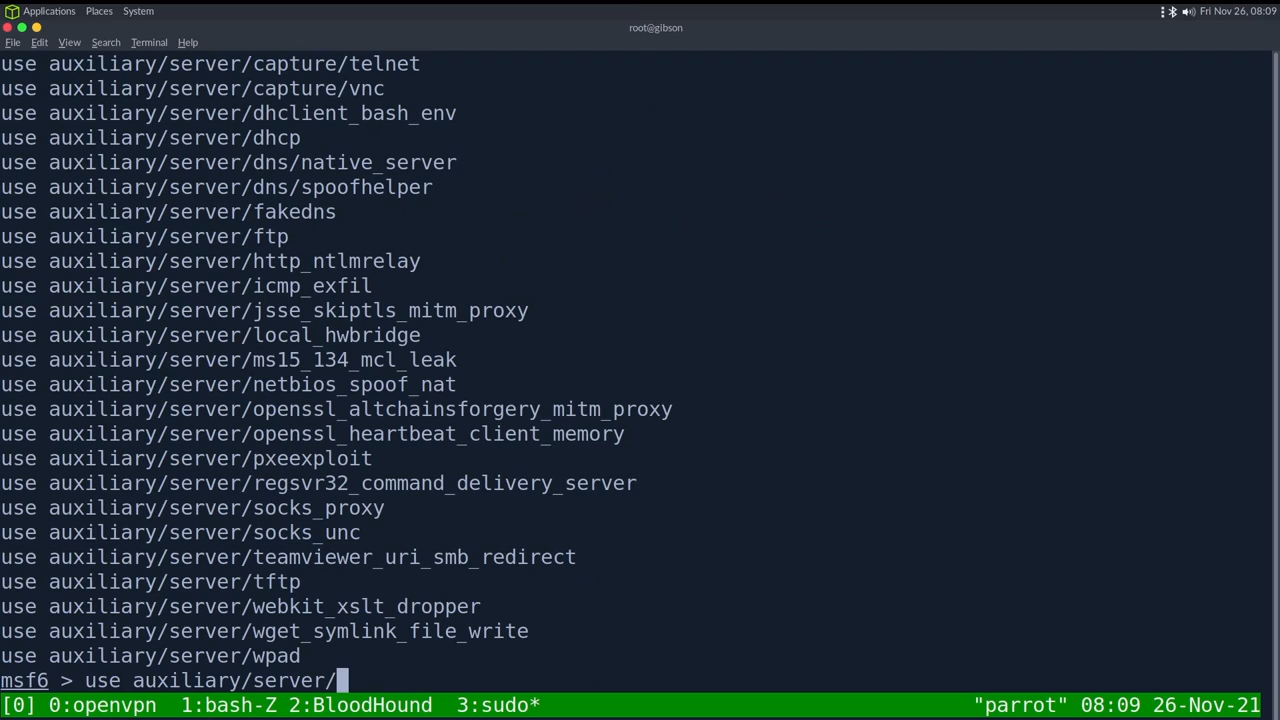 Applications Places System Fri Nov 26, 08:09
root@gibson
File Edit View Search Terminal Help
use auxiliary/server/capture/telnet
use auxiliary/server/capture/vnc
use auxiliary/server/dhclient_bash_env
use auxiliary/server/dhcp
use auxiliary/server/dns/native_server
use auxiliary/server/dns/spoofhelper
use auxiliary/server/fakedns
use auxiliary/server/ftp
use auxiliary/server/http_ntlmrelay
use auxiliary/server/icmp_exfil
use auxiliary/server/jsse_skiptls_mitm_proxy
use auxiliary/server/local_hwbridge
use auxiliary/server/ms15_134_mcl_leak
use auxiliary/server/netbios_spoof_nat
use auxiliary/server/openssl_altchainsforgery_mitm_proxy
use auxiliary/server/openssl_heartbeat_client_memory
use auxiliary/server/pxeexploit
use auxiliary/server/regsvr32_command_delivery_server
use auxiliary/server/socks_proxy
use auxiliary/server/socks_unc
use auxiliary/server/teamviewer_uri_smb_redirect
use auxiliary/server/tftp
use auxiliary/server/webkit_xslt_dropper
use auxiliary/server/wget_symlink_file_write
use auxiliary/server/wpad
msf6 > use auxiliary/server/
[0] 0:openvpn 1:bash-Z 2:BloodHound 3:sudo* "parrot" 08:09 26-Nov-21